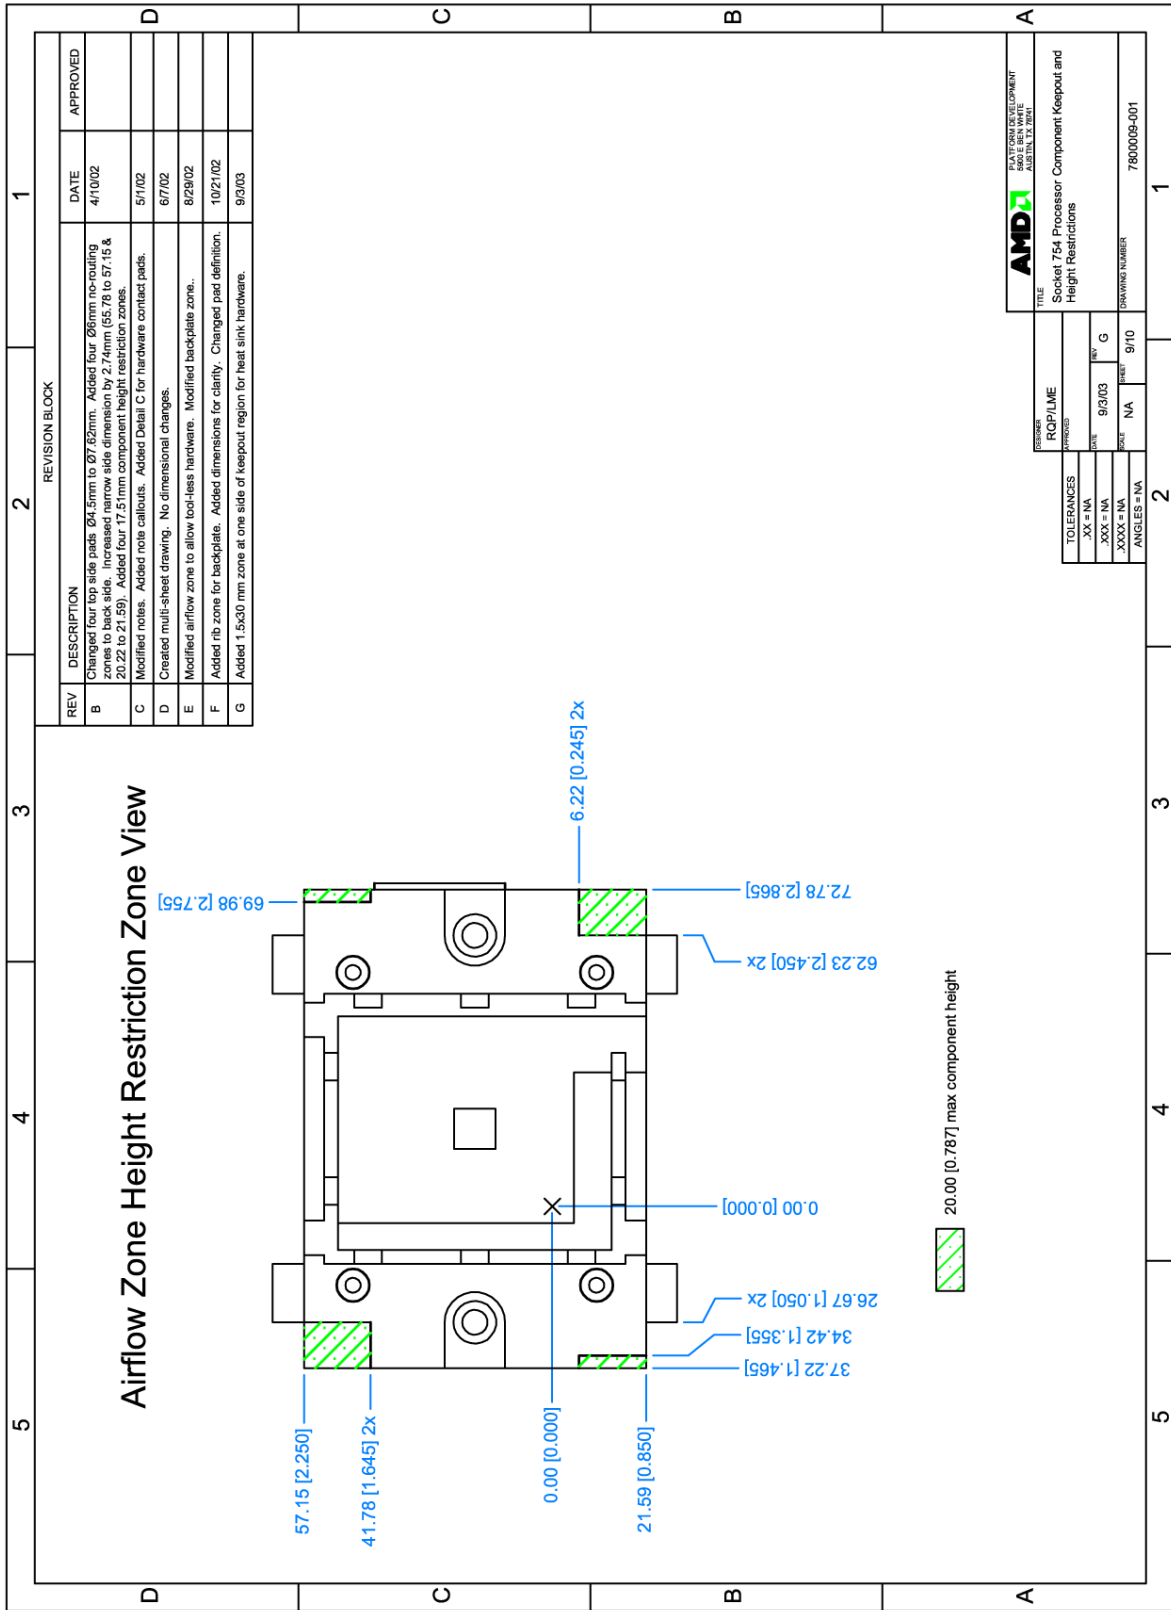 5
4
3
2
1
D
C
B
A
Airflow Zone Height Restriction Zone View
REVISION BLOCK
REV DESCRIPTION DATE APPROVED
B Changed four top side pads Ø4.5mm to Ø7.62mm. Added four Ø6mm no-routing 4/10/02
zones to back side. Increased narrow side dimension by 2.74mm (55.78 to 57.15 &
20.22 to 21.59). Added four 17.51mm component height restriction zones.
C Modified notes. Added note callouts. Added Detail C for hardware contact pads. 5/1/02
D Created multi-sheet drawing. No dimensional changes. 6/7/02
E Modified airflow zone to allow tool-less hardware. Modified backplate zone.. 8/29/02
F Added rib zone for backplate. Added dimensions for clarity. Changed pad definition. 10/21/02
G Added 1.5x30 mm zone at one side of keepout region for heat sink hardware. 9/3/03
69.98 [2.755]
57.15 [2.250]
41.78 [1.645] 2x
0.00 [0.000]
21.59 [0.850]
6.22 [0.245] 2x
37.22 [1.465]
34.42 [1.355]
26.67 [1.050] 2x
0.00 [0.000]
62.23 [2.450] 2x
72.78 [2.865]
20.00 [0.787] max component height
TOLERANCES
.XX = NA
.XXX = NA
.XXXX = NA
ANGLES = NA
DESIGNER
RQP/LME
APPROVED
DATE
9/3/03
REV
G
SCALE
NA
SHEET
9/10
AMD
PLATFORM DEVELOPMENT
5900 E BEN WHITE
AUSTIN, TX 78741
TITLE
Socket 754 Processor Component Keepout and
Height Restrictions
DRAWING NUMBER
7800009-001
D
C
B
A
5
4
3
2
1